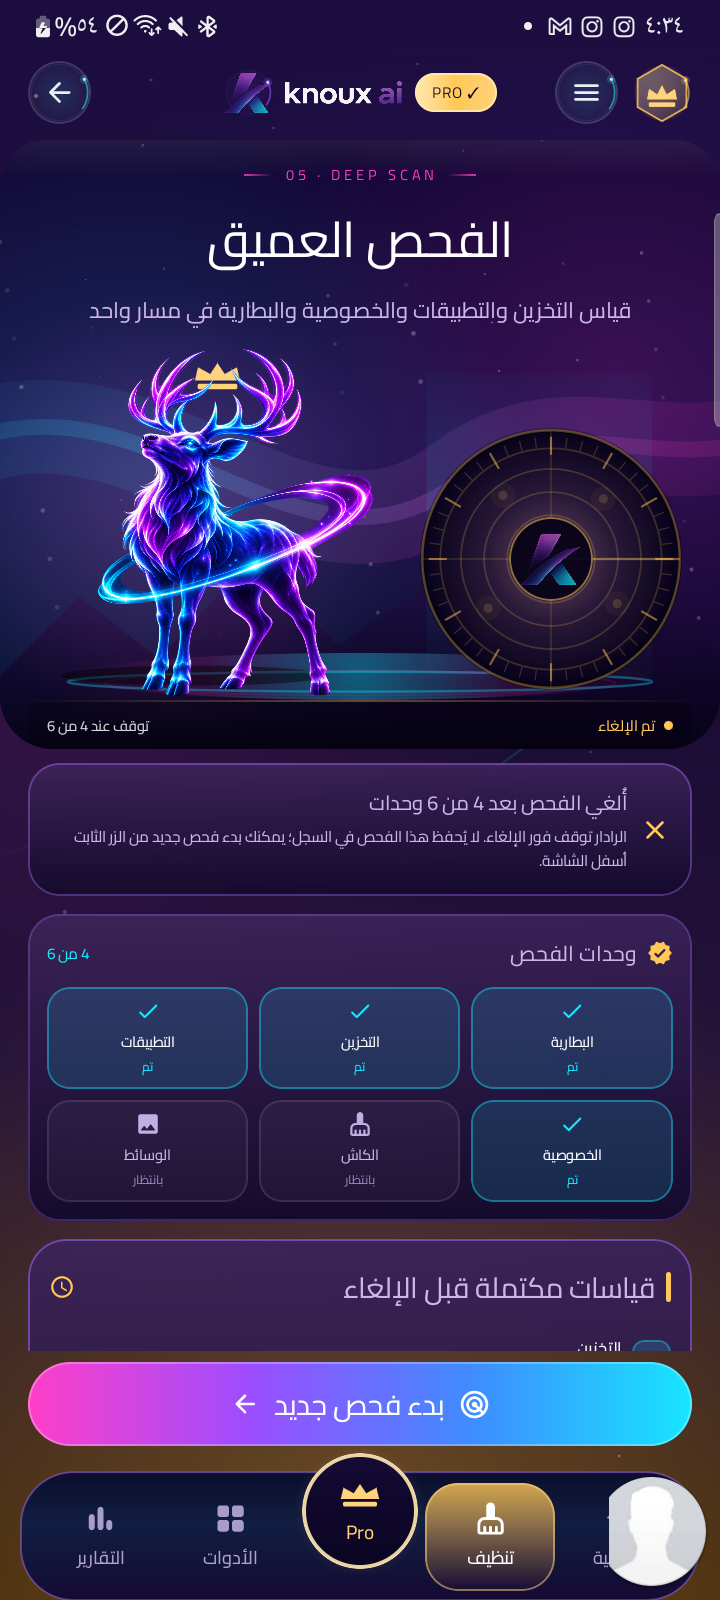 %٥٤
٤:٣٤
knoux ai
PRO ✓
05 · DEEP SCAN
الفحص العميق
قياس التخزين والتطبيقات والخصوصية والبطارية في مسار واحد
تم الإلغاء
توقف عند 4 من 6
أُلغي الفحص بعد 4 من 6 وحدات
الرادار توقف فور الإلغاء. لا يُحفظ هذا الفحص في السجل؛ يمكنك بدء فحص جديد من الزر الثابت
أسفل الشاشة.
وحدات الفحص
4 من 6
البطارية
تم
التخزين
تم
التطبيقات
تم
الخصوصية
تم
الكاش
بانتظار
الوسائط
بانتظار
قياسات مكتملة قبل الإلغاء
التخزين
بدء فحص جديد
تنظيف
Pro
الأدوات
التقارير